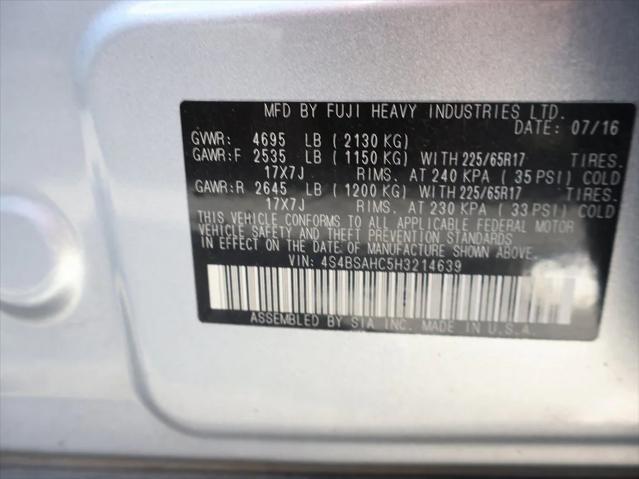 MFD BY FUJI HEAVY INDUSTRIES LTD.
DATE: 07/16
GVWR: 4695 LB (2130 KG)
GAWR:F 2535 LB (1150 KG) WITH 225/65R17 TIRES.
17X7J RIMS. AT 240 KPA (35 PSI) COLD
GAWR:R 2645 LB (1200 KG) WITH 225/65R17 TIRES.
17X7J RIMS. AT 230 KPA (33 PSI) COLD
THIS VEHICLE CONFORMS TO ALL APPLICABLE FEDERAL MOTOR
VEHICLE SAFETY AND THEFT PREVENTION STANDARDS
IN EFFECT ON THE DATE OF MANUFACTURE SHOWN ABOVE.
VIN: 4S4BSAHC5H3214639
ASSEMBLED BY SIA INC. MADE IN U.S.A.